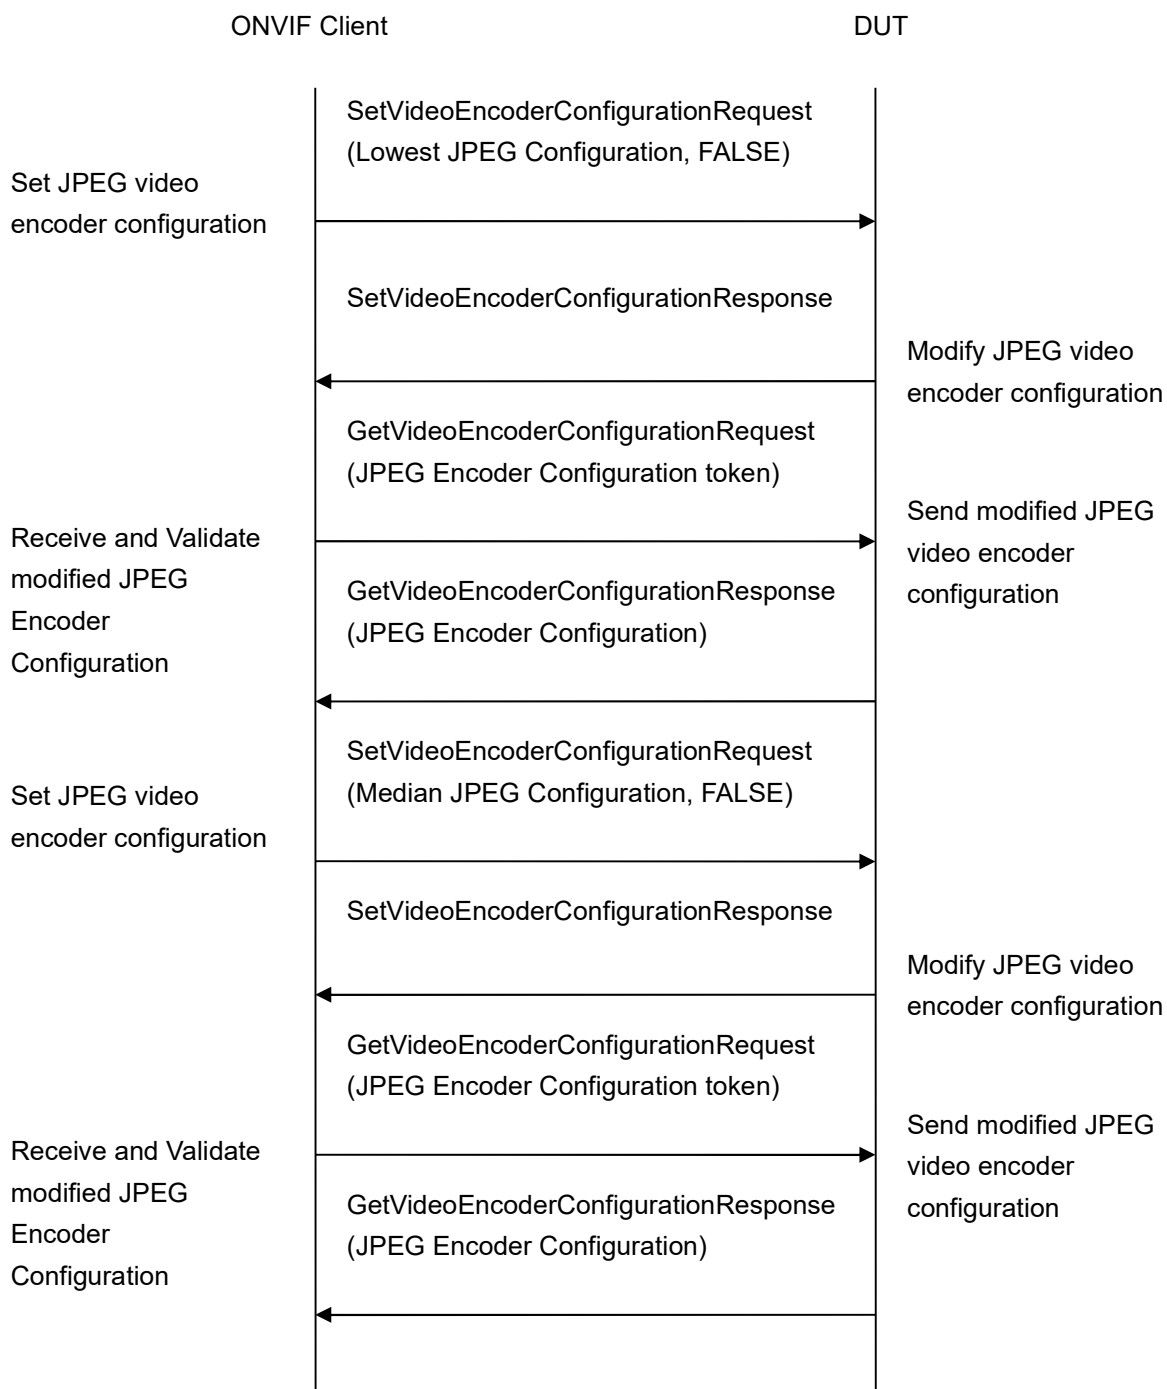 ONVIF Client
DUT
SetVideoEncoderConfigurationRequest
(Lowest JPEG Configuration, FALSE)
Set JPEG video
encoder configuration
SetVideoEncoderConfigurationResponse
Modify JPEG video
encoder configuration
GetVideoEncoderConfigurationRequest
(JPEG Encoder Configuration token)
Send modified JPEG
video encoder
configuration
Receive and Validate
modified JPEG
Encoder
Configuration
GetVideoEncoderConfigurationResponse
(JPEG Encoder Configuration)
SetVideoEncoderConfigurationRequest
(Median JPEG Configuration, FALSE)
Set JPEG video
encoder configuration
SetVideoEncoderConfigurationResponse
Modify JPEG video
encoder configuration
GetVideoEncoderConfigurationRequest
(JPEG Encoder Configuration token)
Send modified JPEG
video encoder
configuration
Receive and Validate
modified JPEG
Encoder
Configuration
GetVideoEncoderConfigurationResponse
(JPEG Encoder Configuration)